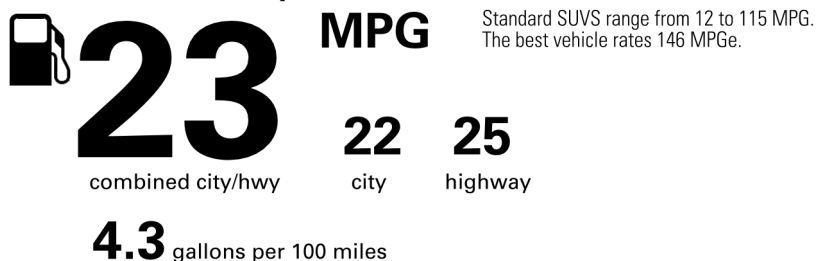 MPG
Standard SUVS range from 12 to 115 MPG.
The best vehicle rates 146 MPGe.
23
22 25
combined city/hwy city highway
4.3 gallons per 100 miles